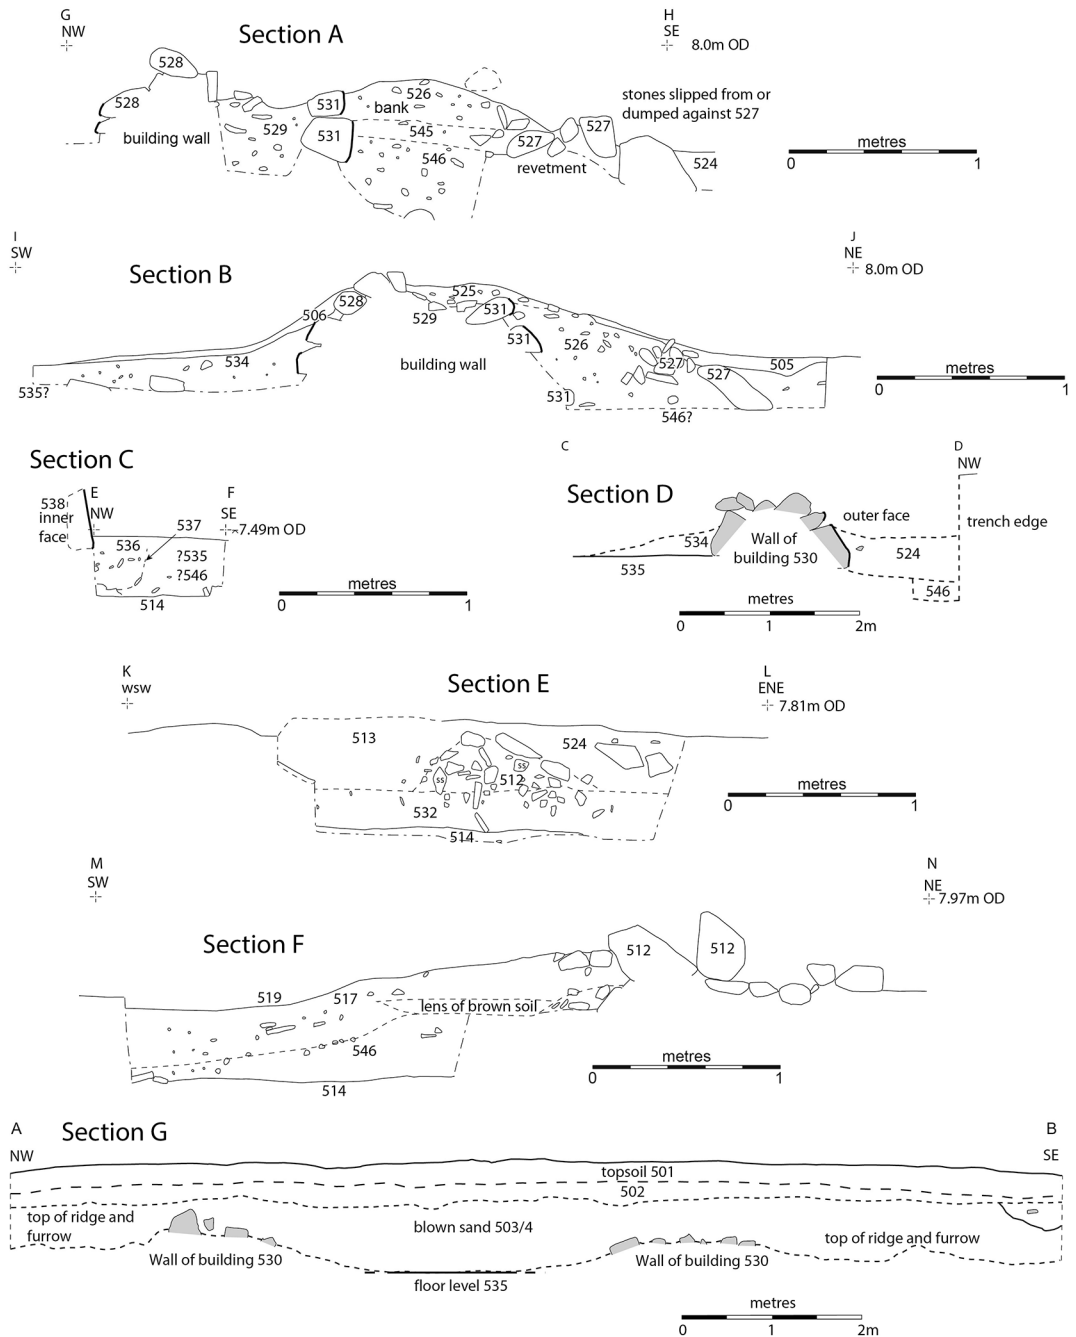 G
NW
Section A
H
SE
8.0m OD
528
528
531
526
bank
529
531
545
546
building wall
527
527
revetment
stones slipped from or
dumped against 527
524
metres
0 1
I
SW
Section B
J
NE
8.0m OD
525
528
506
529
531
534
531
526
building wall
527
527
505
535?
531
546?
metres
0 1
Section C
538
inner
face
E
NW
F
SE
7.49m OD
537
536
?535
?546
514
metres
0 1
C
D
NW
Section D
outer face
trench edge
534
Wall of
building 530
524
535
546
metres
0 1 2m
K
wsw
Section E
L
ENE
7.81m OD
513
524
ss
ss
512
532
514
metres
0 1
M
SW
N
NE
7.97m OD
Section F
512
512
519
517
lens of brown soil
546
514
metres
0 1
A
NW
Section G
B
SE
topsoil 501
502
top of ridge and
furrow
blown sand 503/4
top of ridge and furrow
Wall of building 530
Wall of building 530
floor level 535
metres
0 1 2m